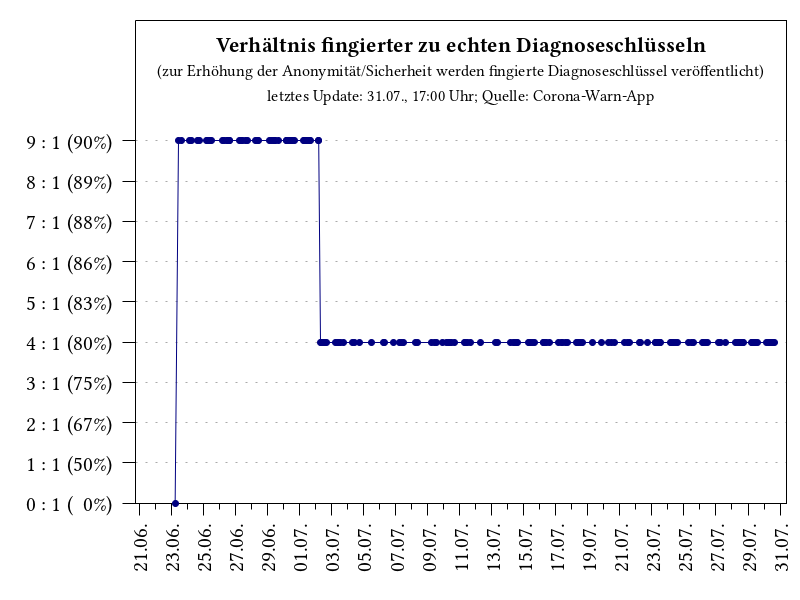 Verhältnis fingierter zu echten Diagnoseschlüsseln
(zur Erhöhung der Anonymität/Sicherheit werden fingierte Diagnoseschlüssel veröffentlicht)
letztes Update: 31.07., 17:00 Uhr; Quelle: Corona-Warn-App
9 : 1 (90%)
8 : 1 (89%)
7 : 1 (88%)
6 : 1 (86%)
5 : 1 (83%)
4 : 1 (80%)
3 : 1 (75%)
2 : 1 (67%)
1 : 1 (50%)
0 : 1 (  0%)
21.06.
23.06.
25.06.
27.06.
29.06.
01.07.
03.07.
05.07.
07.07.
09.07.
11.07.
13.07.
15.07.
17.07.
19.07.
21.07.
23.07.
25.07.
27.07.
29.07.
31.07.